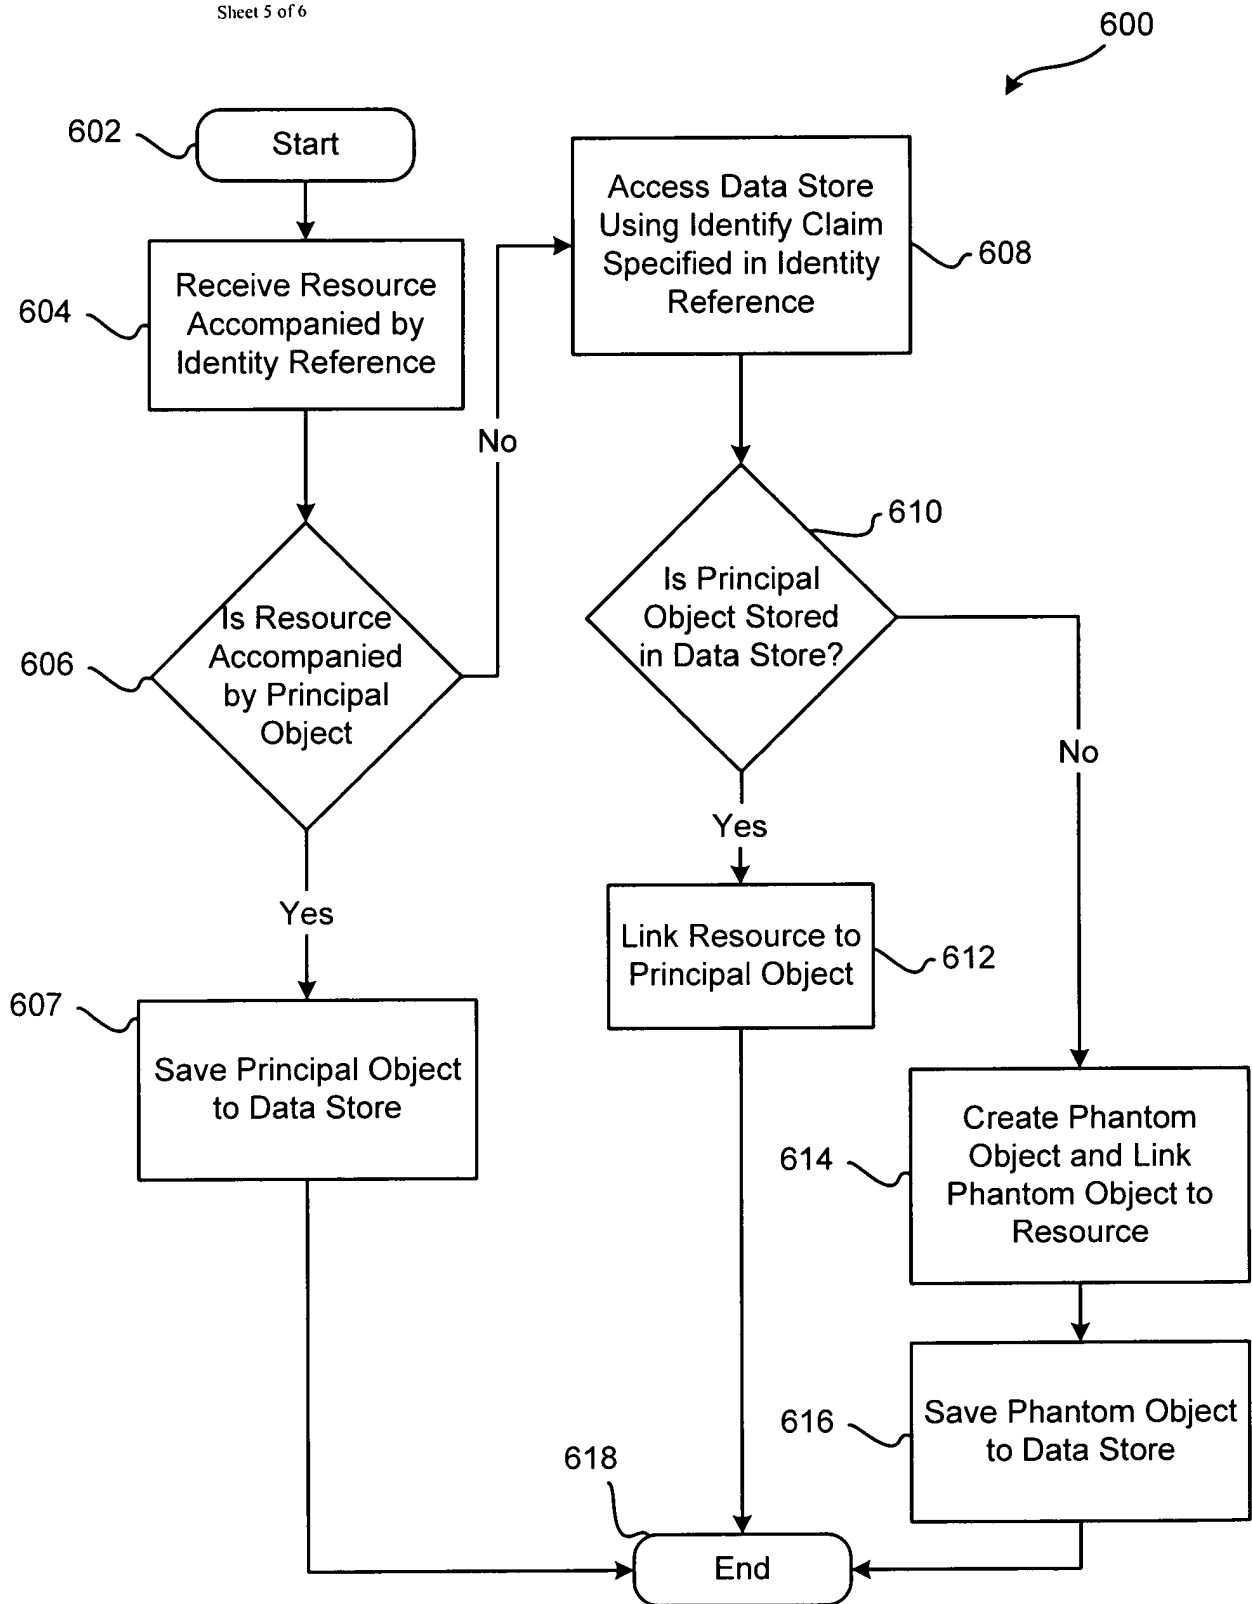 Sheet 5 of 6
600
602
Start
604
Receive Resource
Accompanied by
Identity Reference
606
Is Resource
Accompanied
by Principal
Object
No
Yes
607
Save Principal Object
to Data Store
608
Access Data Store
Using Identify Claim
Specified in Identity
Reference
610
Is Principal
Object Stored
in Data Store?
Yes
No
612
Link Resource to
Principal Object
614
Create Phantom
Object and Link
Phantom Object to
Resource
616
Save Phantom Object
to Data Store
618
End